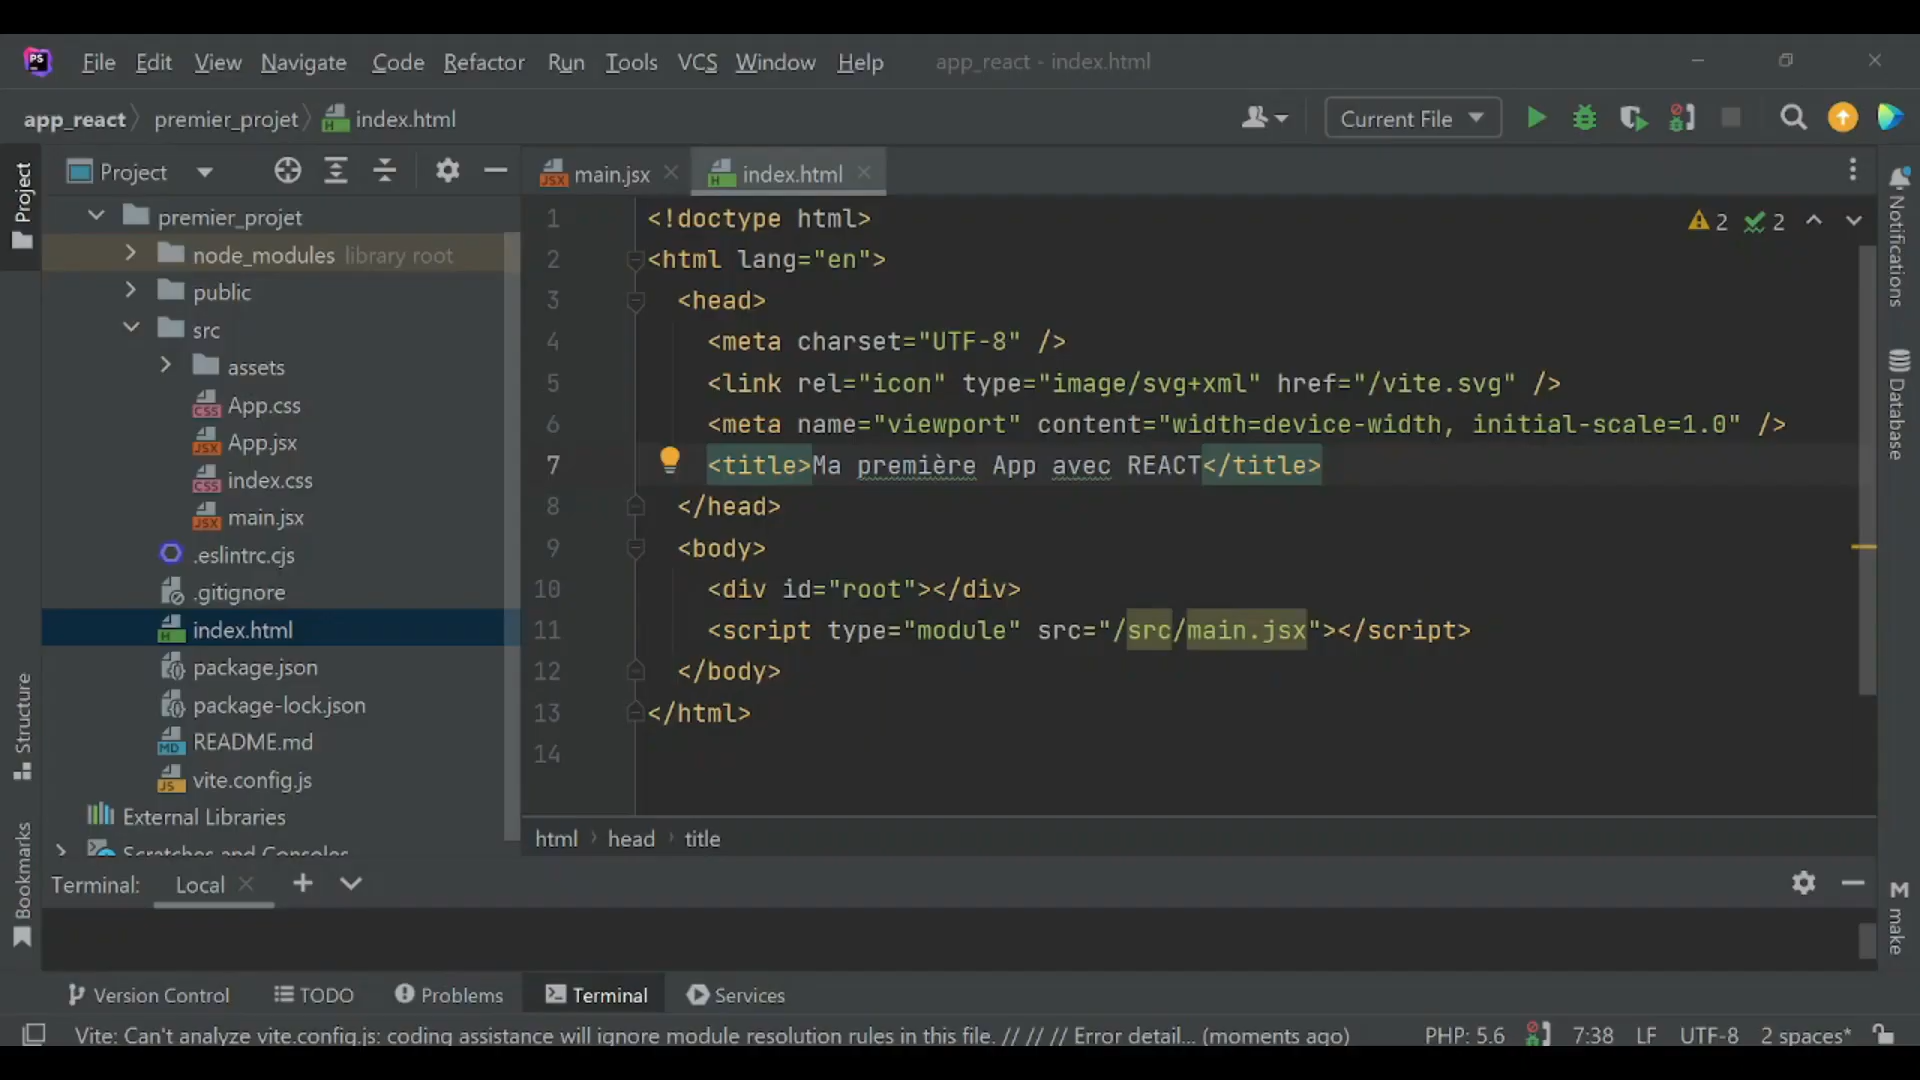 PS File Edit View Navigate Code Refactor Run Tools VCS Window Help app_react - index.html
app_react premier_projet index.html Current File
Project
Project
main.jsx
index.html
premier_projet
node_modules library root
public
src
assets
App.css
App.jsx
index.css
main.jsx
.eslintrc.cjs
.gitignore
index.html
package.json
package-lock.json
README.md
vite.config.js
External Libraries
Scratches and Consoles
1 <!doctype html>
2 <html lang="en">
3 <head>
4 <meta charset="UTF-8" />
5 <link rel="icon" type="image/svg+xml" href="/vite.svg" />
6 <meta name="viewport" content="width=device-width, initial-scale=1.0" />
7 <title>Ma première App avec REACT</title>
8 </head>
9 <body>
10 <div id="root"></div>
11 <script type="module" src="/src/main.jsx"></script>
12 </body>
13 </html>
14
2 2
html head title
Notifications
Database
make
Structure
Bookmarks
Terminal: Local
Version Control TODO Problems Terminal Services
Vite: Can't analyze vite.config.js: coding assistance will ignore module resolution rules in this file. // // // Error detail... (moments ago) PHP: 5.6 7:38 LF UTF-8 2 spaces*